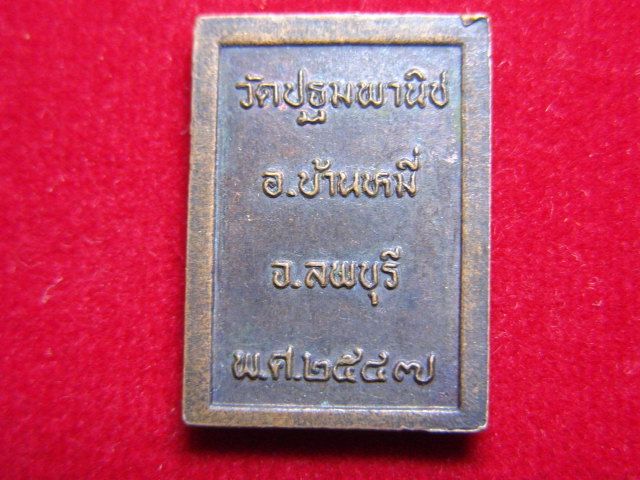 วัดปฐมพานิช
อ.บ้านหมี่
จ.ลพบุรี
พ.ศ.๒๕๔๗